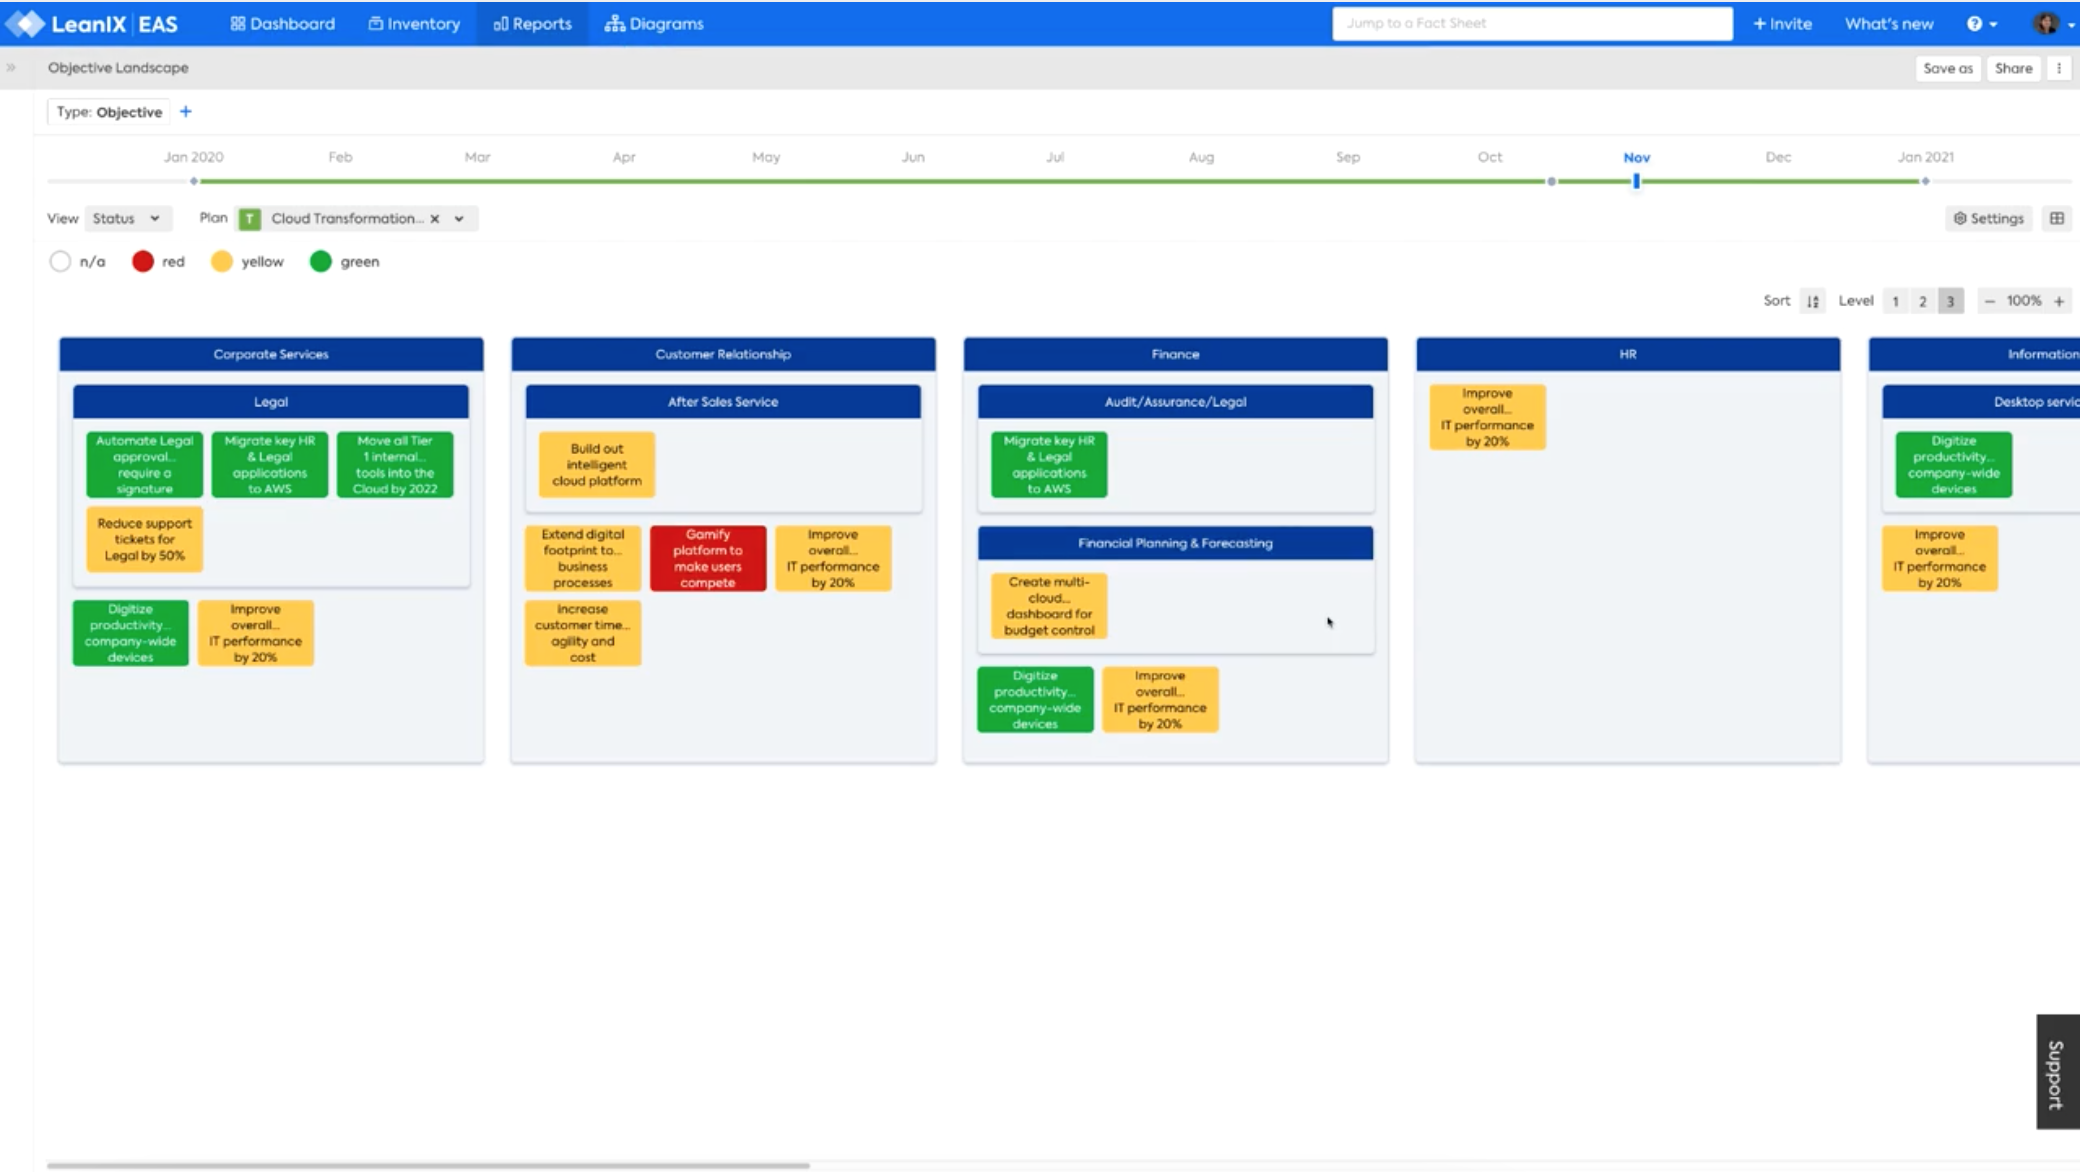 LeanIX | EAS
Dashboard
Inventory
Reports
Diagrams
Jump to a Fact Sheet
+ Invite
What's new
?
»
Objective Landscape
Save as
Share
Type: Objective +
Jan 2020
Feb
Mar
Apr
May
Jun
Jul
Aug
Sep
Oct
Nov
Dec
Jan 2021
View
Status
Plan
T
Cloud Transformation... ×
Settings
n/a
red
yellow
green
Sort
Level
1
2
3
− 100% +
Corporate Services
Legal
Automate Legal
approval...
require a
signature
Migrate key HR
& Legal
applications
to AWS
Move all Tier
1 internal...
tools into the
Cloud by 2022
Reduce support
tickets for
Legal by 50%
Digitize
productivity...
company-wide
devices
Improve
overall...
IT performance
by 20%
Customer Relationship
After Sales Service
Build out
intelligent
cloud platform
Extend digital
footprint to...
business
processes
Gamify
platform to
make users
compete
Improve
overall...
IT performance
by 20%
Increase
customer time...
agility and
cost
Finance
Audit/Assurance/Legal
Migrate key HR
& Legal
applications
to AWS
Financial Planning & Forecasting
Create multi-
cloud...
dashboard for
budget control
Digitize
productivity...
company-wide
devices
Improve
overall...
IT performance
by 20%
HR
Improve
overall...
IT performance
by 20%
Information
Desktop servic
Digitize
productivity...
company-wide
devices
Improve
overall...
IT performance
by 20%
Support